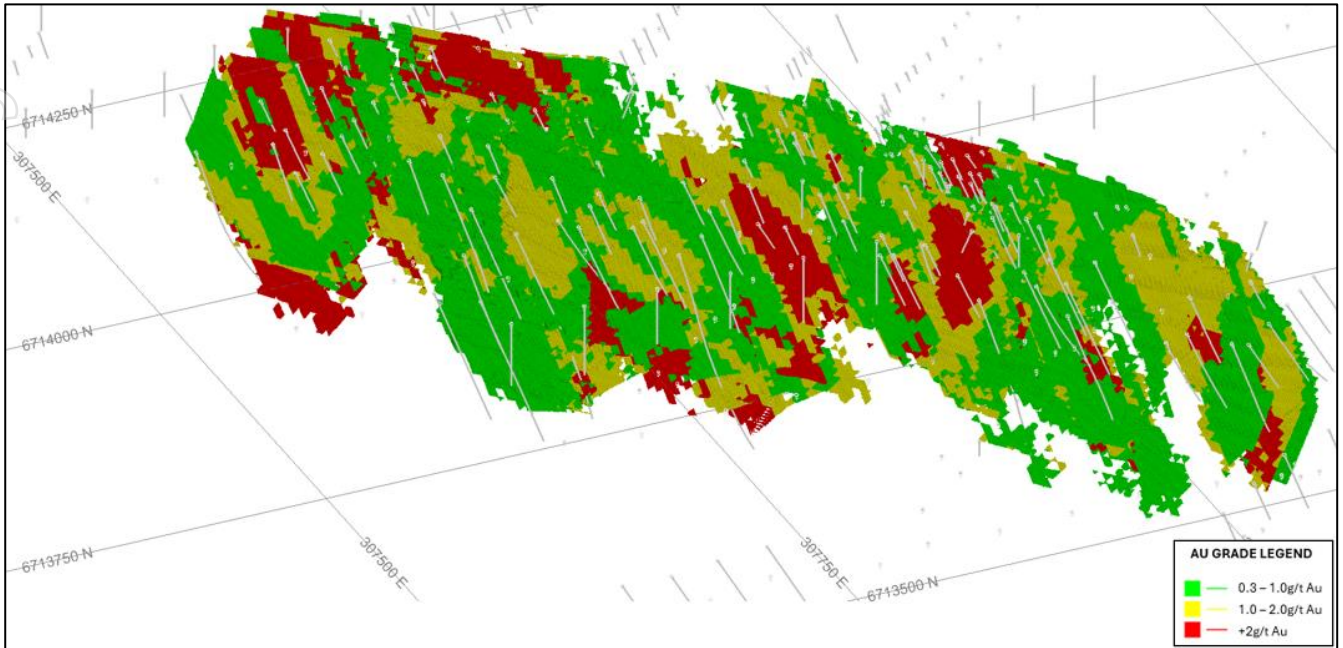 6714250 N
307500 E
6714000 N
6713750 N
307500 E
307750 E
6713500 N
AU GRADE LEGEND
0.3 – 1.0g/t Au
1.0 – 2.0g/t Au
+2g/t Au